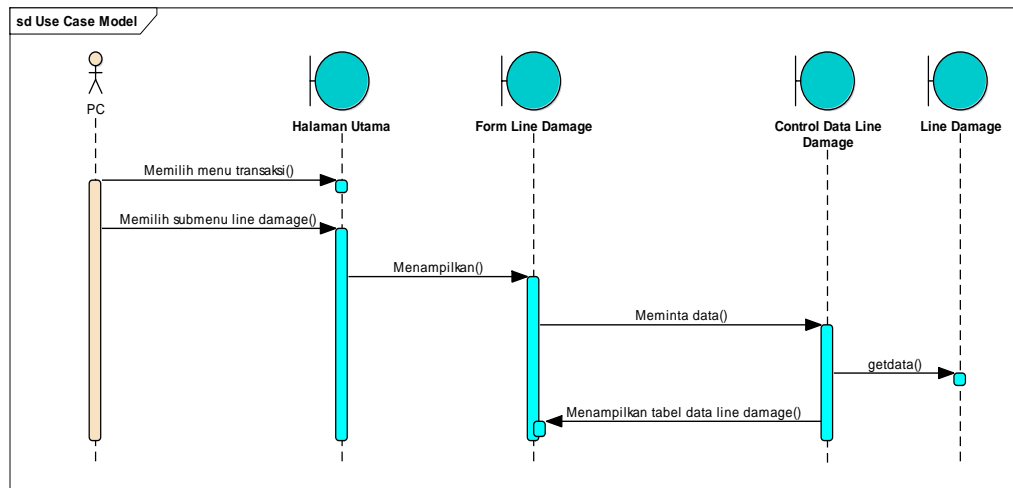 sd Use Case Model
PC
Halaman Utama
Form Line Damage
Control Data Line
Damage
Line Damage
Memilih menu transaksi()
Memilih submenu line damage()
Menampilkan()
Meminta data()
getdata()
Menampilkan tabel data line damage()